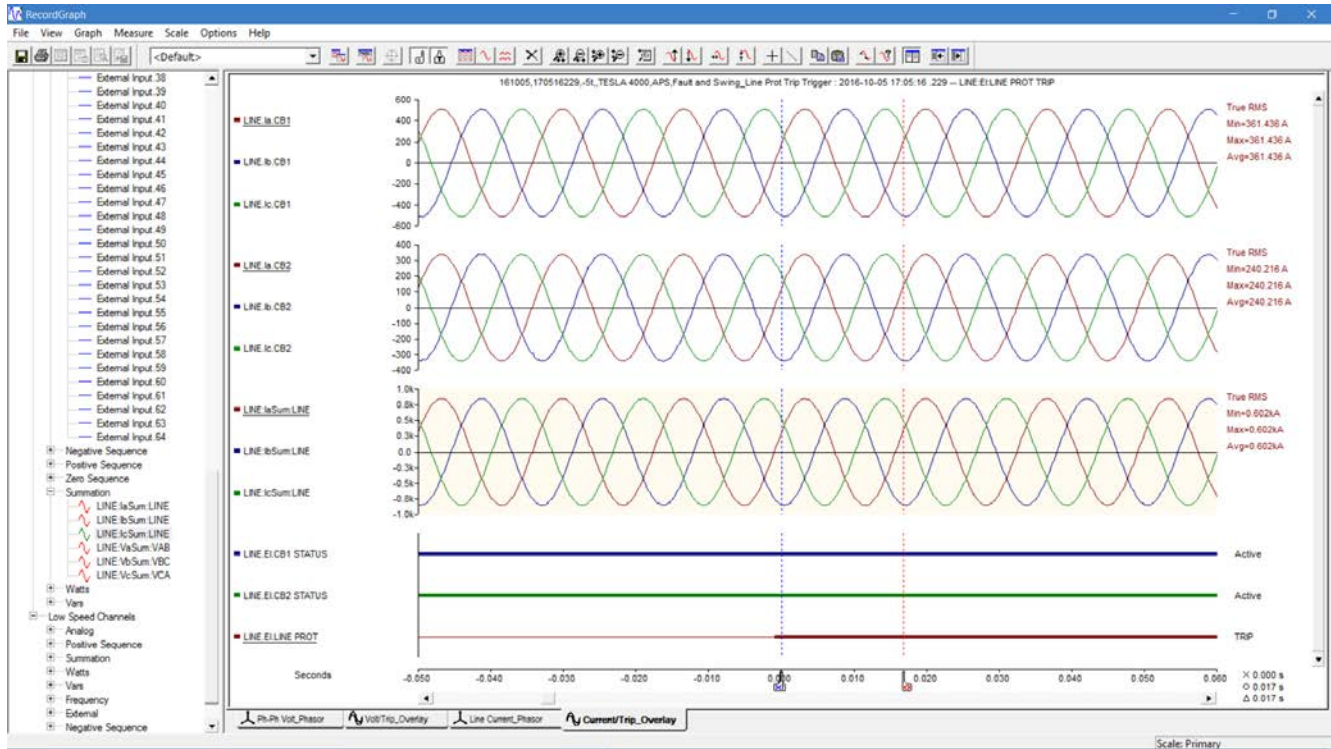 RecordGraph
File View Graph Measure Scale Options Help
<Default>
External Input.38
External Input.39
External Input.40
External Input.41
External Input.42
External Input.43
External Input.44
External Input.45
External Input.46
External Input.47
External Input.48
External Input.49
External Input.50
External Input.51
External Input.52
External Input.53
External Input.54
External Input.55
External Input.56
External Input.57
External Input.58
External Input.59
External Input.60
External Input.61
External Input.62
External Input.63
External Input.64
Negative Sequence
Positive Sequence
Zero Sequence
Summation
LINE:IaSum:LINE
LINE:IbSum:LINE
LINE:IcSum:LINE
LINE:VaSum:VAB
LINE:VbSum:VBC
LINE:VcSum:VCA
Watts
Vars
Low Speed Channels
Analog
Positive Sequence
Summation
Watts
Vars
Frequency
External
Negative Sequence
161005,170516229,-5t,,TESLA 4000,APS,Fault and Swing_Line Prot Trip Trigger : 2016-10-05 17:05:16 .229 -- LINE:EI:LINE PROT TRIP
600
400
200
0
-200
-400
-600
LINE.Ia.CB1
LINE.Ib.CB1
LINE.Ic.CB1
True RMS
Min=361.436 A
Max=361.436 A
Avg=361.436 A
400
300
200
100
0
-100
-200
-300
-400
LINE.Ia.CB2
LINE.Ib.CB2
LINE.Ic.CB2
True RMS
Min=240.216 A
Max=240.216 A
Avg=240.216 A
1.0k
0.8k
0.5k
0.3k
0.0
-0.3k
-0.5k
-0.8k
-1.0k
LINE:IaSum:LINE
LINE:IbSum:LINE
LINE:IcSum:LINE
True RMS
Min=0.602kA
Max=0.602kA
Avg=0.602kA
LINE.EI.CB1 STATUS Active
LINE.EI.CB2 STATUS Active
LINE.EI.LINE PROT TRIP
Seconds -0.050 -0.040 -0.030 -0.020 -0.010 0.000 0.010 0.020 0.030 0.040 0.050 0.060
X 0.000 s
O 0.017 s
Δ 0.017 s
Ph-Ph Volt_Phasor Volt/Trip_Overlay Line Current_Phasor Current/Trip_Overlay
Scale: Primary